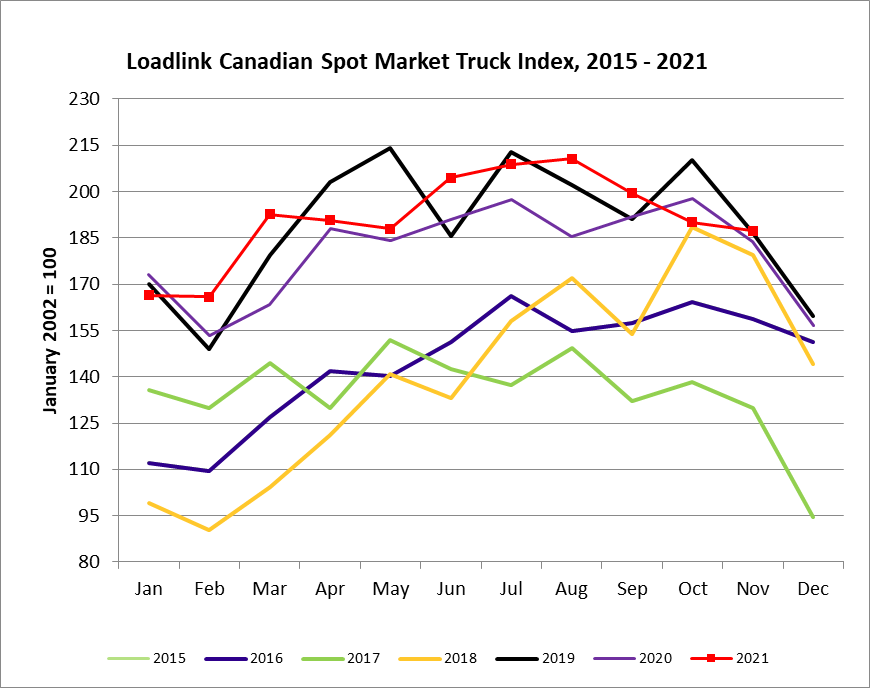 Loadlink Canadian Spot Market Truck Index, 2015 - 2021
January 2002 = 100
230
215
200
185
170
155
140
125
110
95
80
Jan Feb Mar Apr May Jun Jul Aug Sep Oct Nov Dec
2015 2016 2017 2018 2019 2020 2021